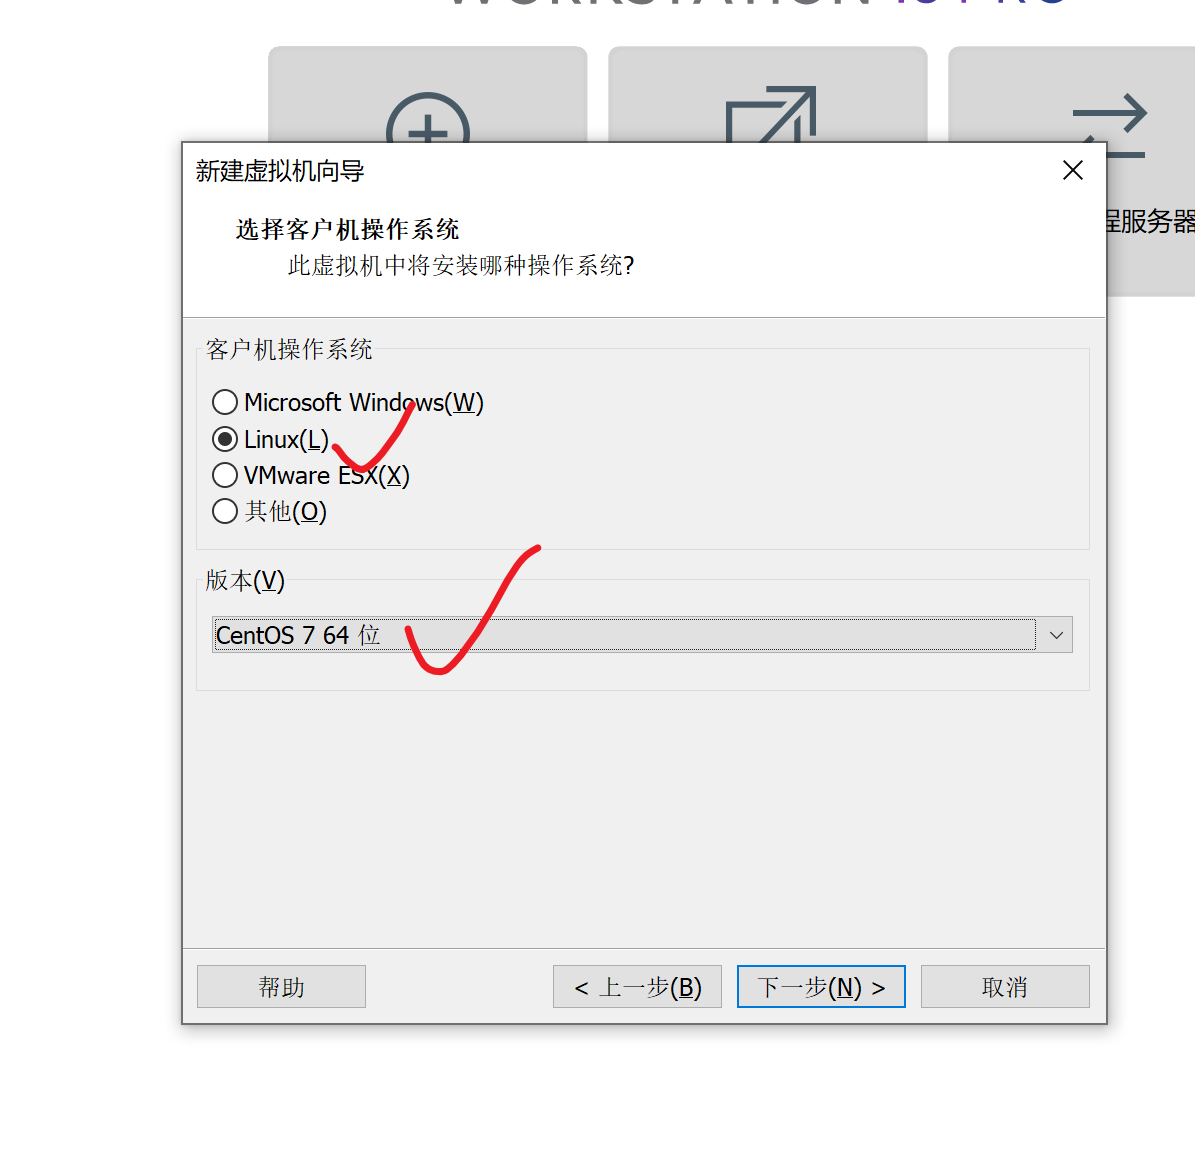 WORKSTATION
程服务器
新建虚拟机向导
选择客户机操作系统
此虚拟机中将安装哪种操作系统?
客户机操作系统
Microsoft Windows(W)
Linux(L)
VMware ESX(X)
其他(O)
版本(V)
CentOS 7 64 位
帮助
< 上一步(B)
下一步(N) >
取消